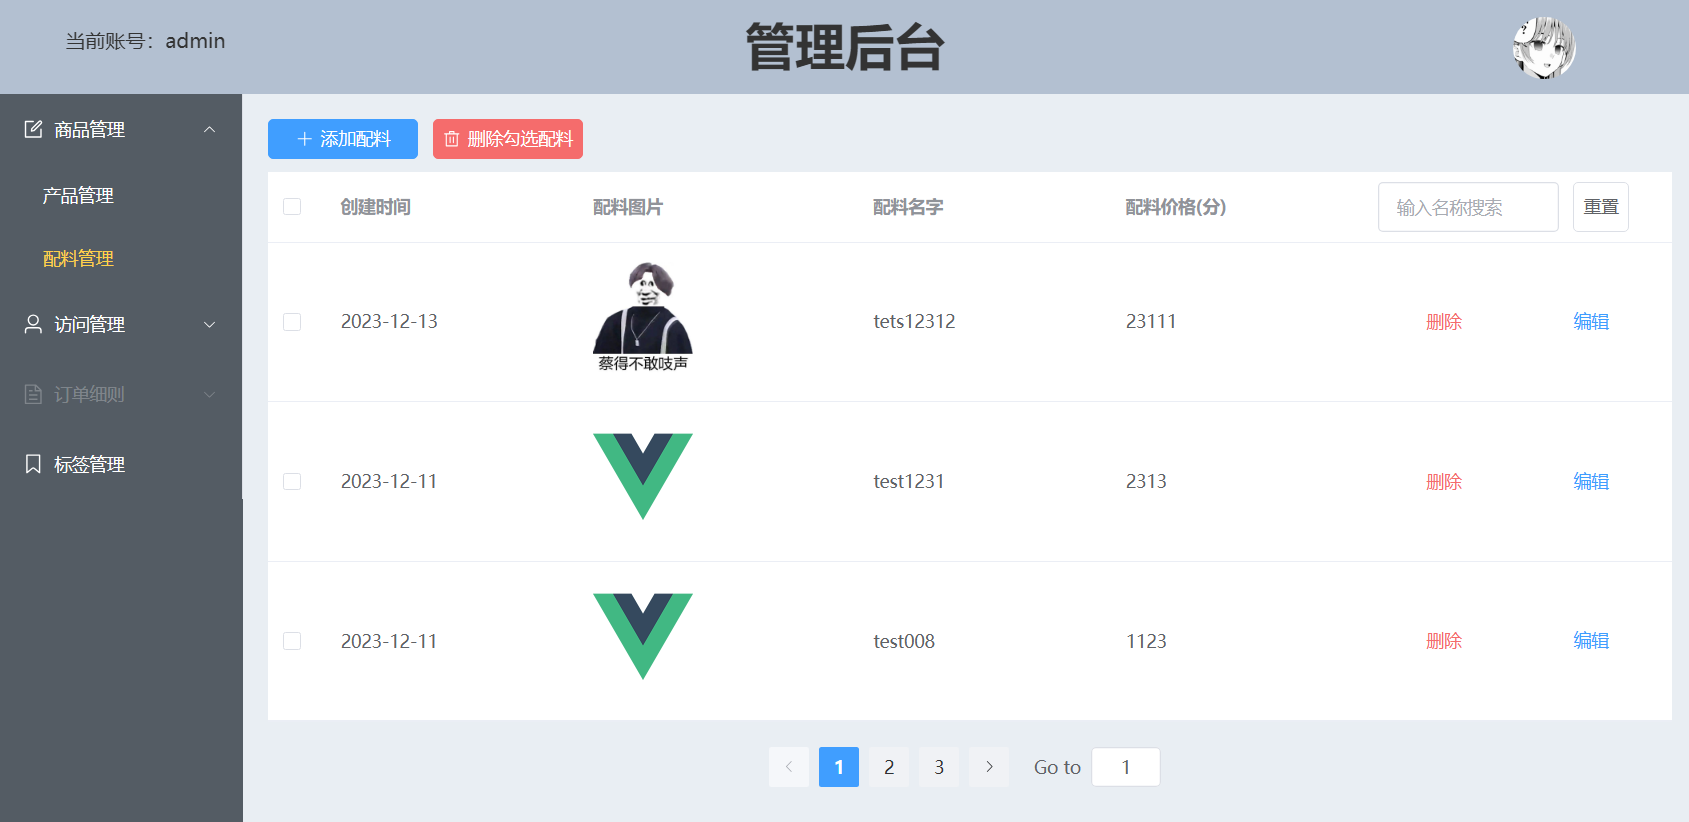 当前账号：admin
管理后台
商品管理
产品管理
配料管理
访问管理
订单细则
标签管理
添加配料 删除勾选配料
创建时间 配料图片 配料名字 配料价格(分) 输入名称搜索 重置
2023-12-13 tets12312 23111 删除 编辑
蔡得不敢吱声
2023-12-11 test1231 2313 删除 编辑
2023-12-11 test008 1123 删除 编辑
1 2 3 Go to 1